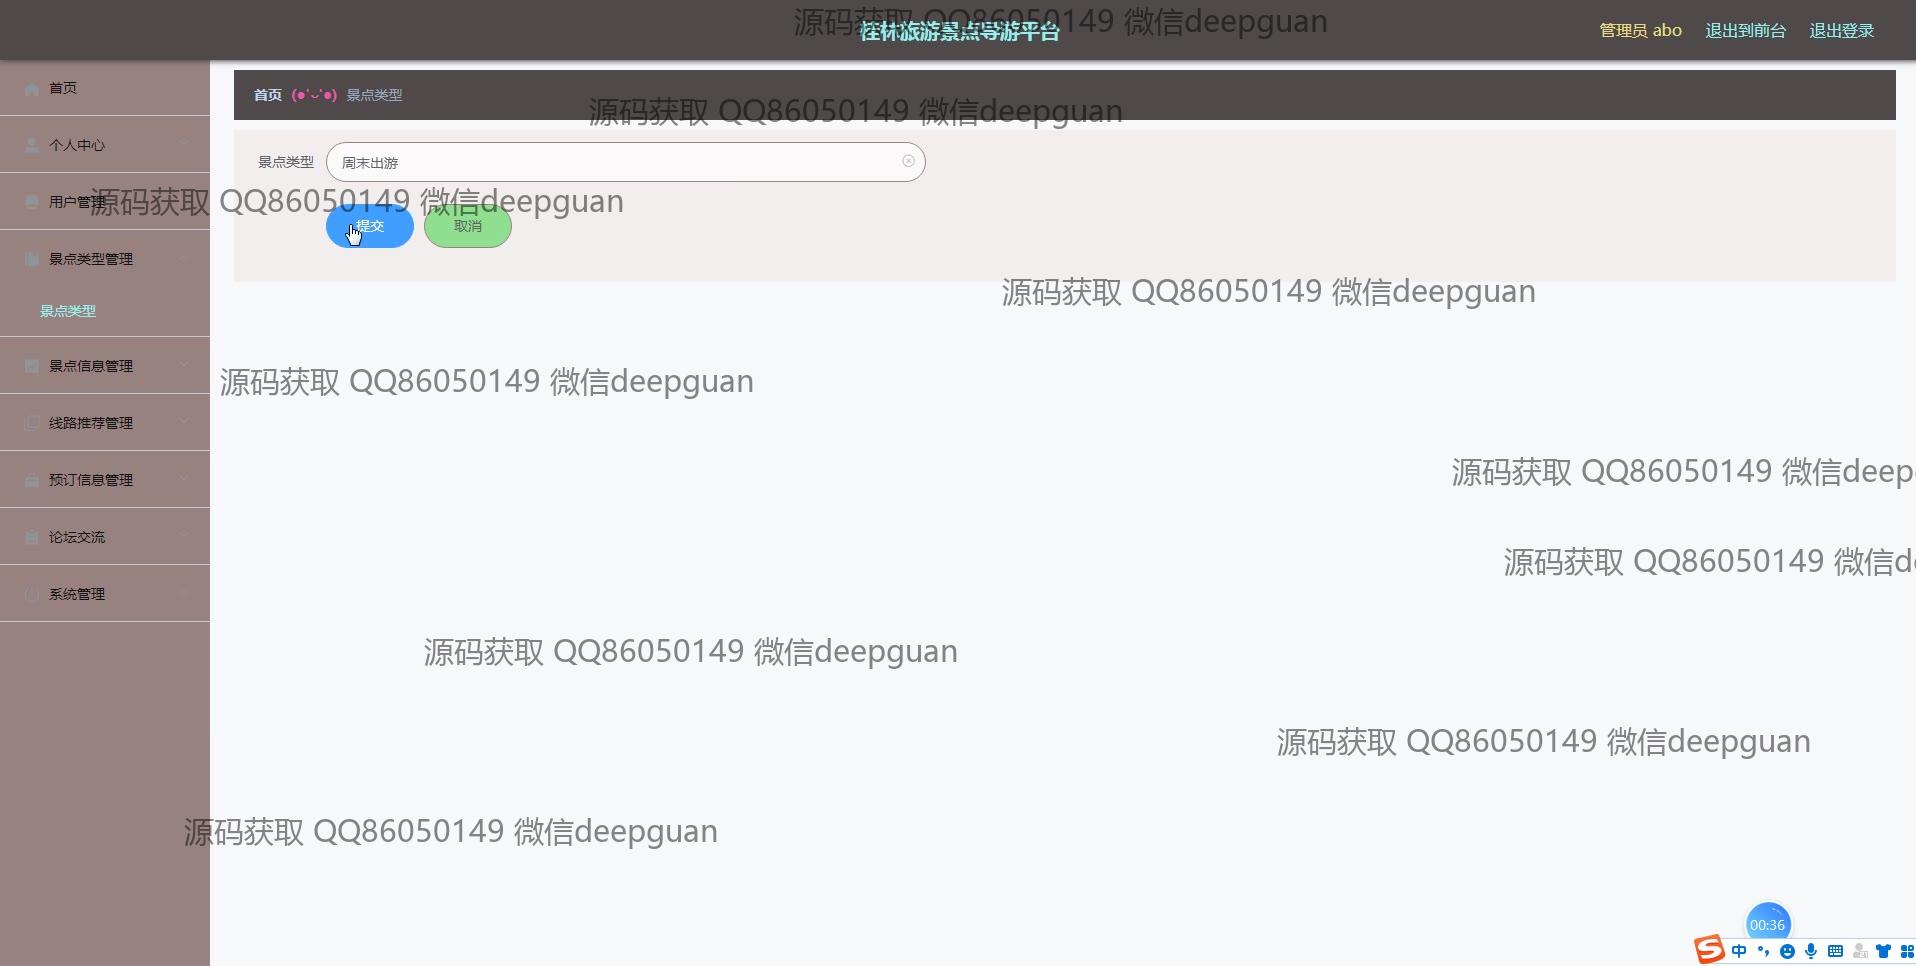 源码获取 QQ86050149 微信deepguan
桂林旅游景点导游平台
管理员 abo 退出到前台 退出登录
首页
首页 (●'ᴗ'●) 景点类型
源码获取 QQ86050149 微信deepguan
个人中心
景点类型 周末出游
用户管理
源码获取 QQ86050149 微信deepguan
提交 取消
景点类型管理
源码获取 QQ86050149 微信deepguan
景点类型
景点信息管理
源码获取 QQ86050149 微信deepguan
线路推荐管理
预订信息管理
源码获取 QQ86050149 微信deep
论坛交流
源码获取 QQ86050149 微信d
系统管理
源码获取 QQ86050149 微信deepguan
源码获取 QQ86050149 微信deepguan
源码获取 QQ86050149 微信deepguan
00:36
中